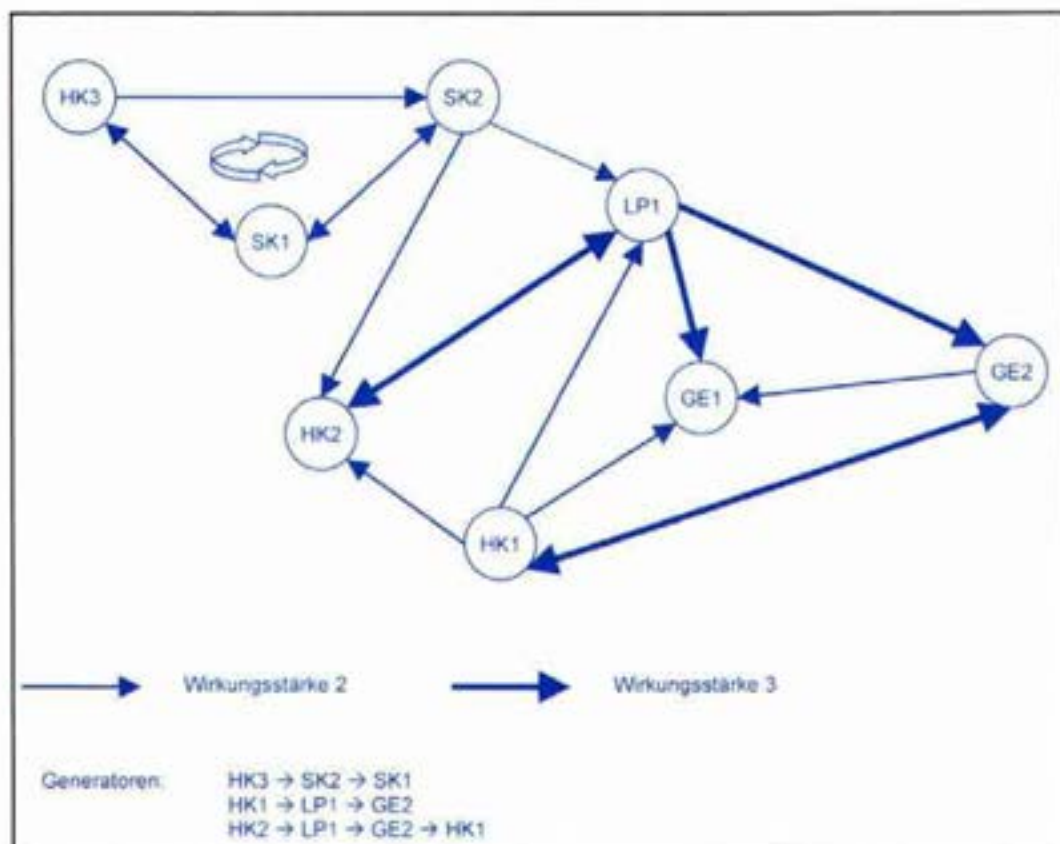 HK3
SK2
SK1
LP1
GE2
GE1
HK2
HK1
Wirkungsstärke 2
Wirkungsstärke 3
Generatoren:
HK3 → SK2 → SK1
HK1 → LP1 → GE2
HK2 → LP1 → GE2 → HK1